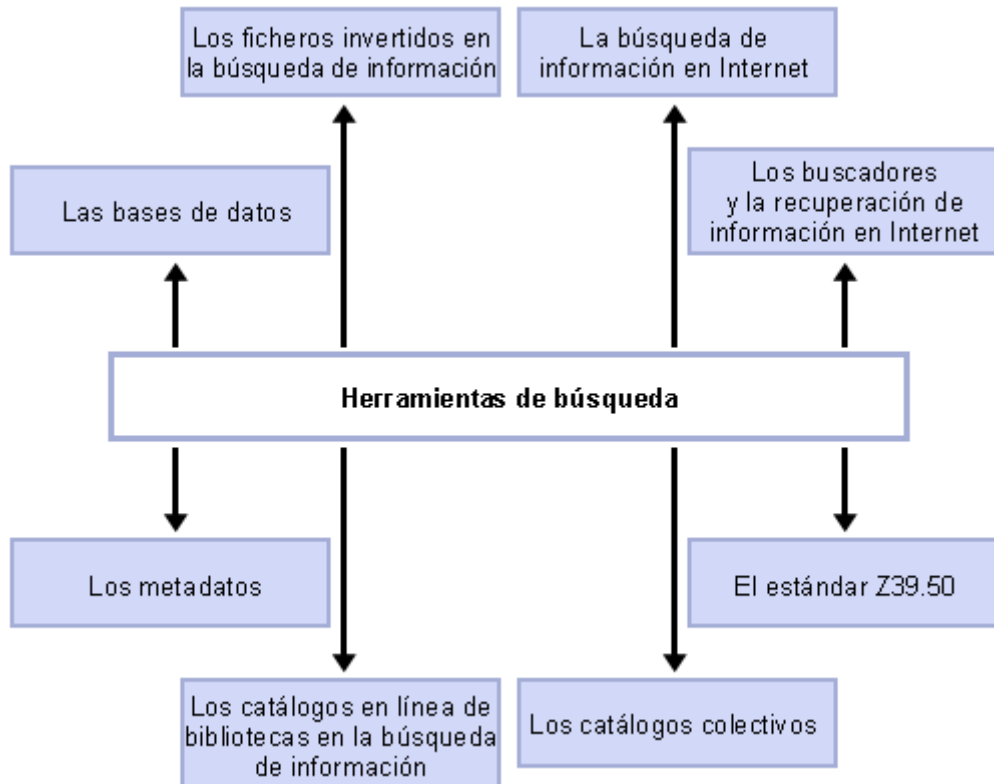 Los ficheros invertidos en
la búsqueda de información
La búsqueda de
información en Internet
Las bases de datos
Los buscadores
y la recuperación de
información en Internet
Herramientas de búsqueda
Los metadatos
El estándar Z39.50
Los catálogos en línea de
bibliotecas en la búsqueda
de información
Los catálogos colectivos